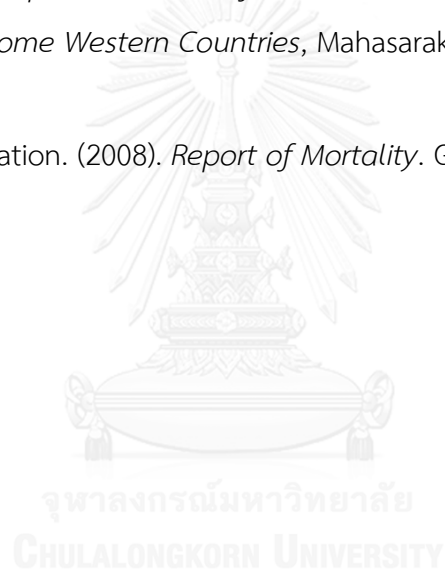 ome Western Countries, Mahasarak
ation. (2008). Report of Mortality. G
จุฬาลงกรณ์มหาวิทยาลัย
CHULALONGKORN UNIVERSITY